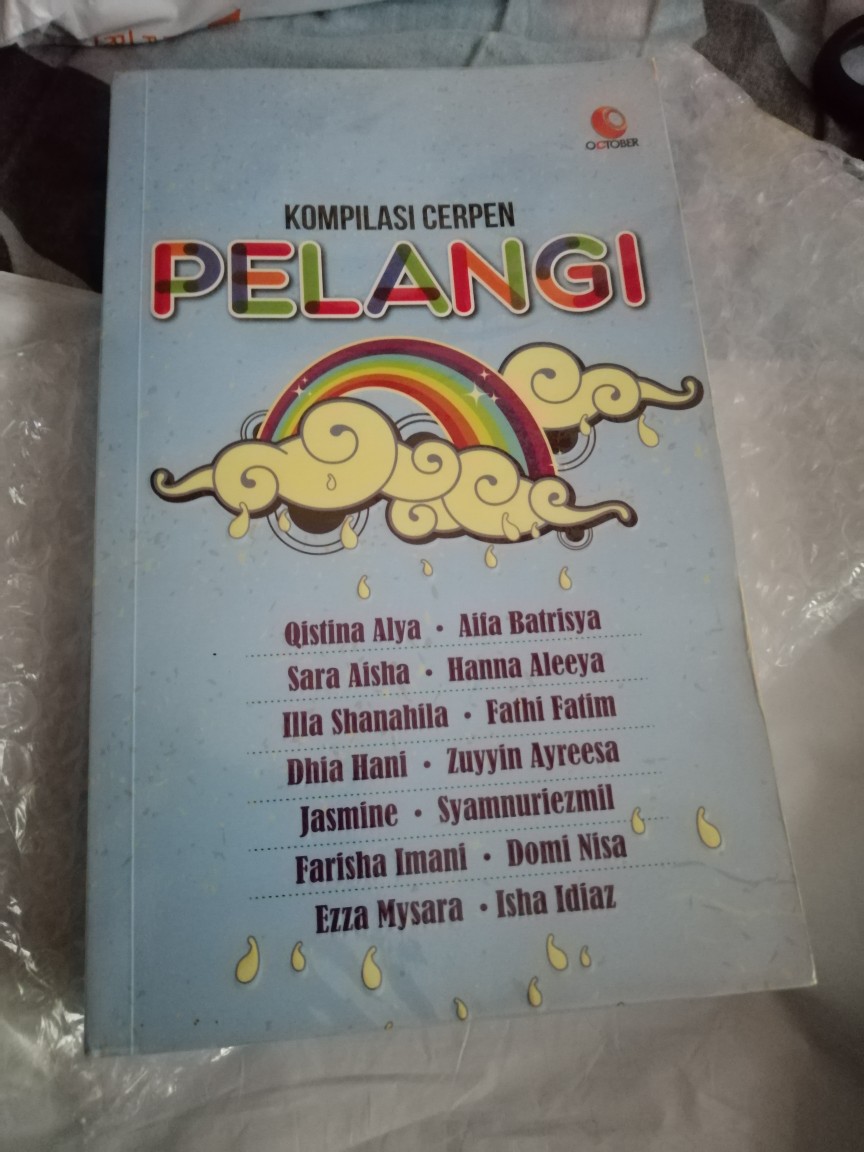 OCTOBER
KOMPILASI CERPEN
PELANGI
Qistina Alya • Aifa Batrisya
Sara Aisha • Hanna Aleeya
Illa Shanahila • Fathi Fatim
Dhia Hani • Zuyyin Ayreesa
Jasmine • Syamnuriezmil
Farisha Imani • Domi Nisa
Ezza Mysara • Isha Idiaz